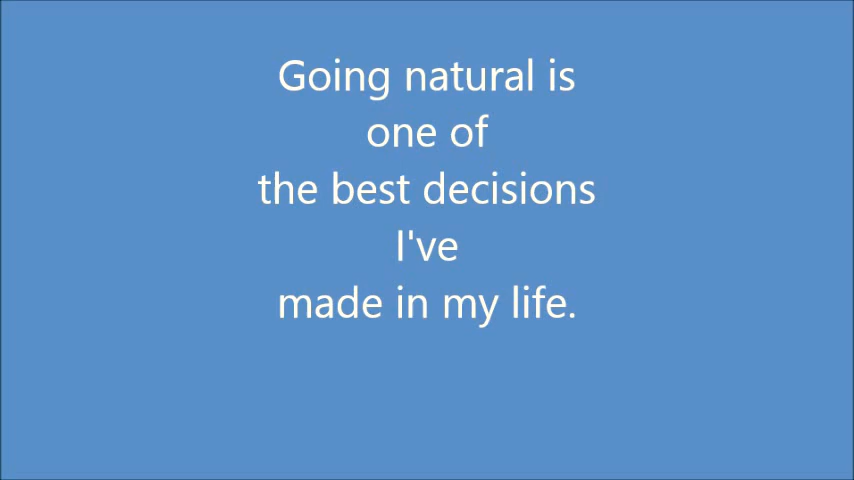 Going natural is
one of
the best decisions
I've
made in my life.